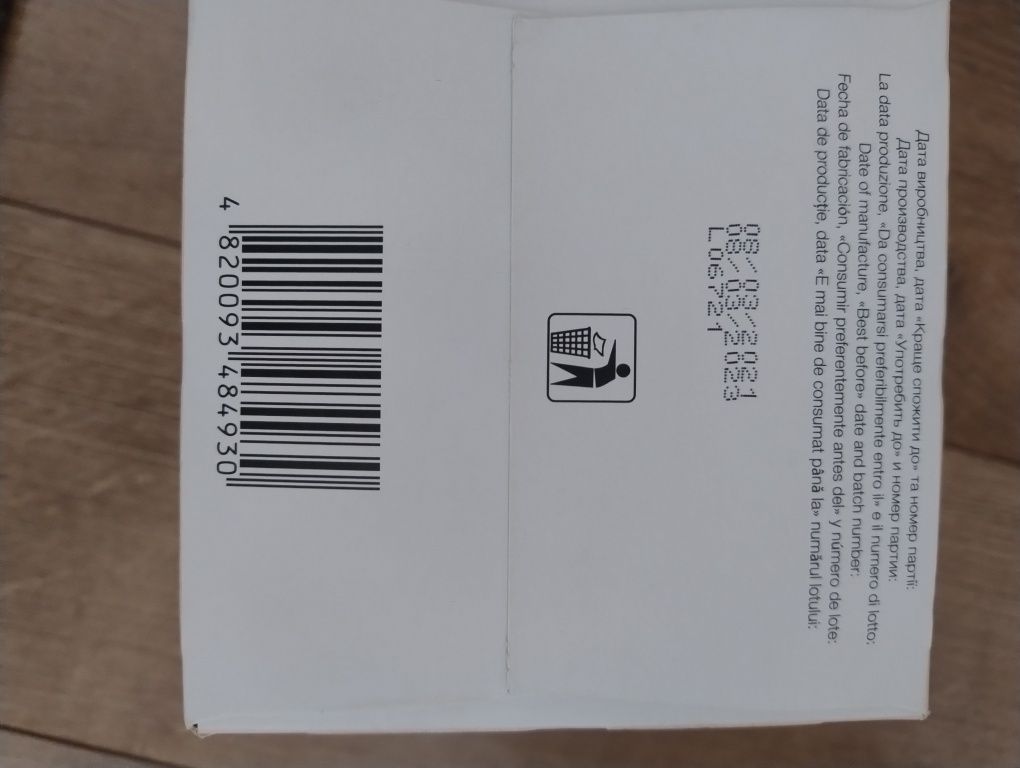 Дата виробництва, дата «Краще спожити до» та номер партії:
Дата производства, дата «Употребить до» и номер партии:
La data produzione, «Da consumarsi preferibilmente entro il» e il numero di lotto:
Date of manufacture, «Best before» date and batch number:
Fecha de fabricación, «Consumir preferentemente antes del» y número de lote:
Data de producție, data «E mai bine de consumat până la» numărul lotului:
08/03/2021
08/03/2023
L 06721
4 820093 484930